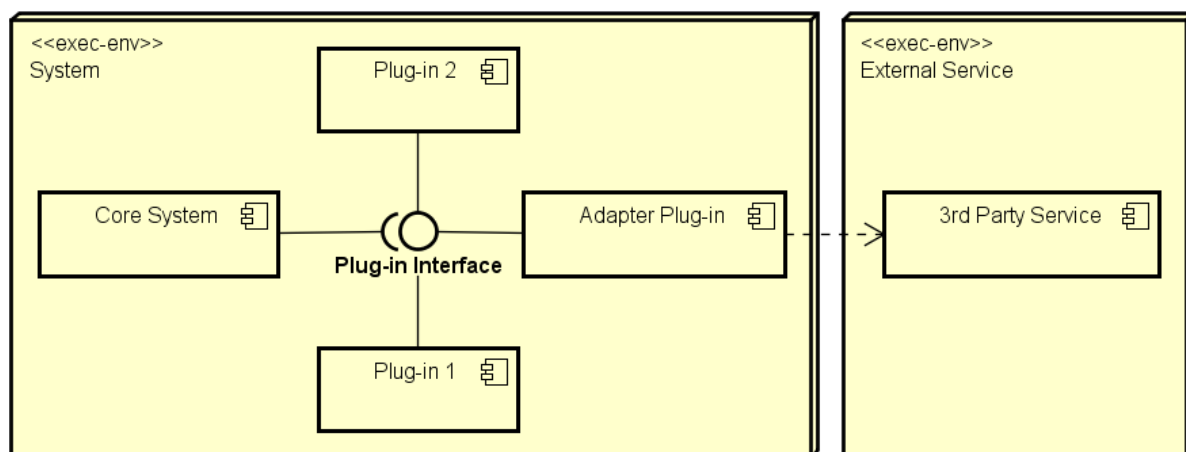 <<exec-env>>
System
Plug-in 2
Core System
Plug-in Interface
Adapter Plug-in
Plug-in 1
<<exec-env>>
External Service
3rd Party Service